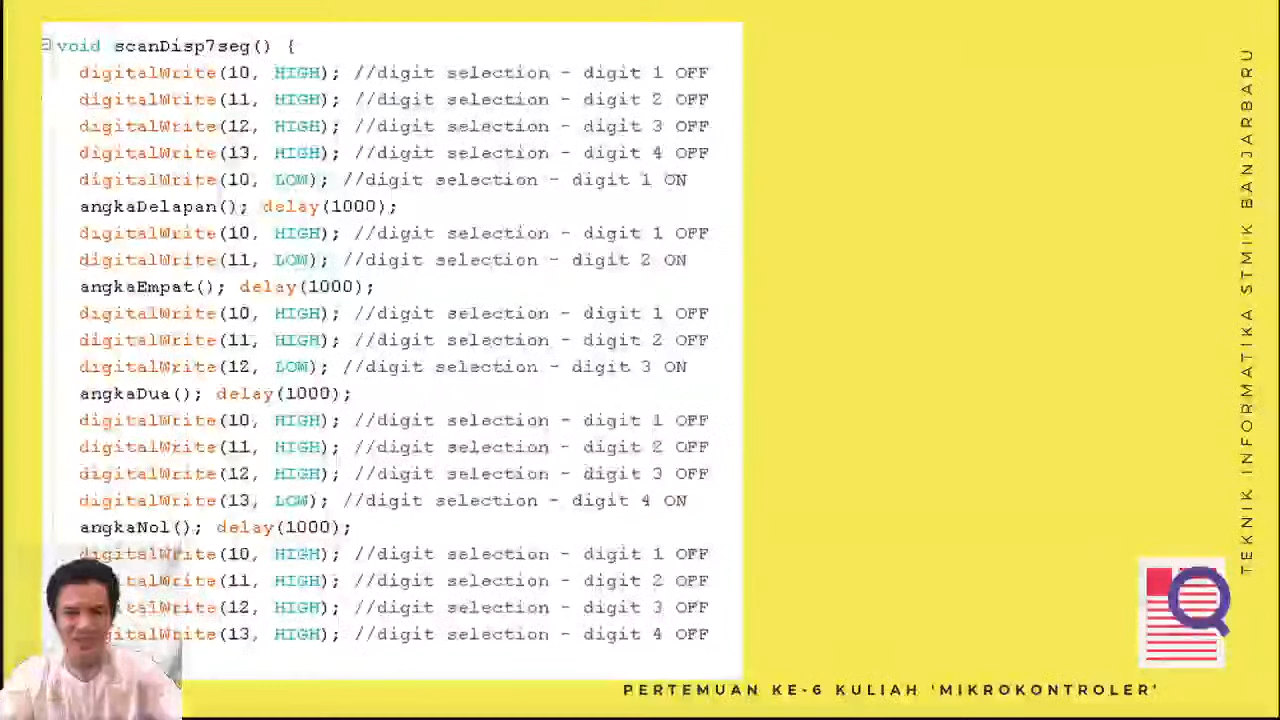 void scanDisp7seg() {
digitalWrite(10, HIGH); //digit selection - digit 1 OFF
digitalWrite(11, HIGH); //digit selection - digit 2 OFF
digitalWrite(12, HIGH); //digit selection - digit 3 OFF
digitalWrite(13, HIGH); //digit selection - digit 4 OFF
digitalWrite(10, LOW); //digit selection - digit 1 ON
angkaDelapan(); delay(1000);
digitalWrite(10, HIGH); //digit selection - digit 1 OFF
digitalWrite(11, LOW); //digit selection - digit 2 ON
angkaEmpat(); delay(1000);
digitalWrite(10, HIGH); //digit selection - digit 1 OFF
digitalWrite(11, HIGH); //digit selection - digit 2 OFF
digitalWrite(12, LOW); //digit selection - digit 3 ON
angkaDua(); delay(1000);
digitalWrite(10, HIGH); //digit selection - digit 1 OFF
digitalWrite(11, HIGH); //digit selection - digit 2 OFF
digitalWrite(12, HIGH); //digit selection - digit 3 OFF
digitalWrite(13, LOW); //digit selection - digit 4 ON
angkaNol(); delay(1000);
digitalWrite(10, HIGH); //digit selection - digit 1 OFF
italWrite(11, HIGH); //digit selection - digit 2 OFF
italWrite(12, HIGH); //digit selection - digit 3 OFF
gitalWrite(13, HIGH); //digit selection - digit 4 OFF
TEKNIK INFORMATIKA STMIK BANJARBARU
PERTEMUAN KE-6 KULIAH 'MIKROKONTROLER'